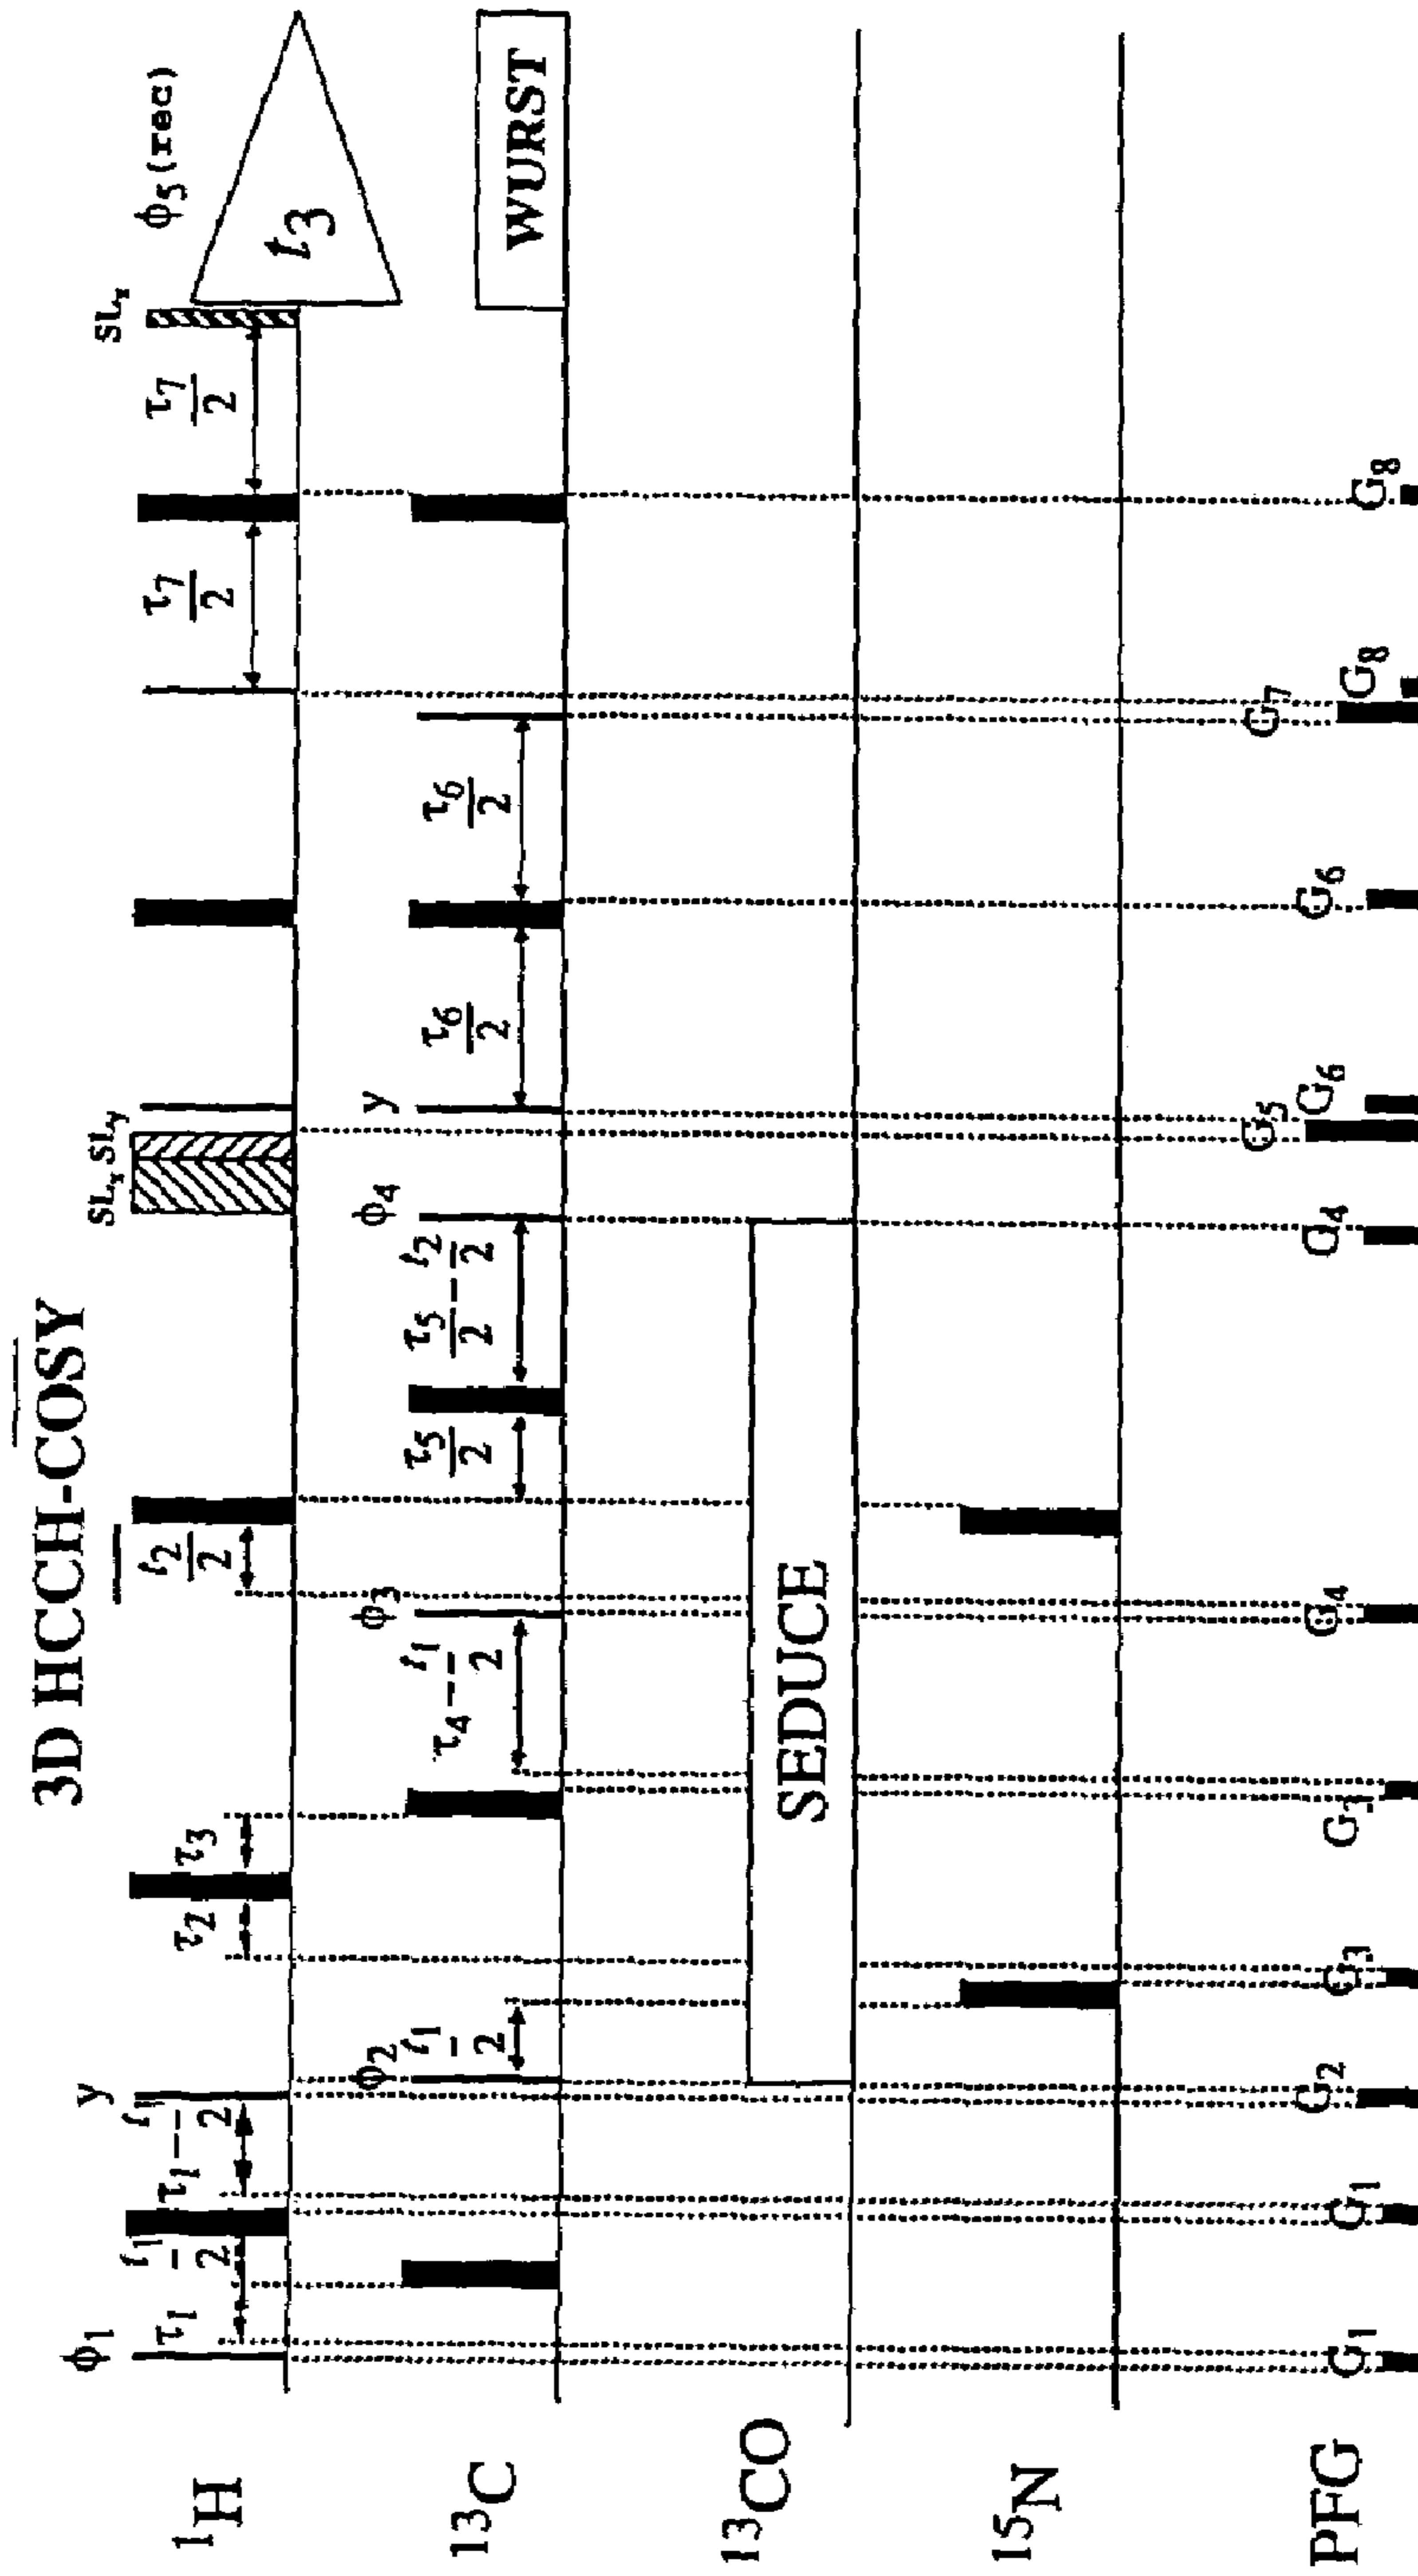 3D HCCH-COSY
¹H
φ₁
τ₁
t₁/2
τ₁ − t₁/2
y
τ₂
τ₃
t₂/2
SLₓ SLᵧ
τ₇/2
τ₇/2
SLₓ
t₃
φ₅(rec)
¹³C
φ₂
t₁/2
τ₄ − t₁/2
φ₃
τ₅/2
τ₅/2 − t₂/2
φ₄
y
τ₆/2
τ₆/2
WURST
¹³CO
SEDUCE
¹⁵N
PFG
G₁
G₁
G₂
G₃
G₃
G₄
G₄
G₅
G₆
G₆
G₇
G₈
G₈